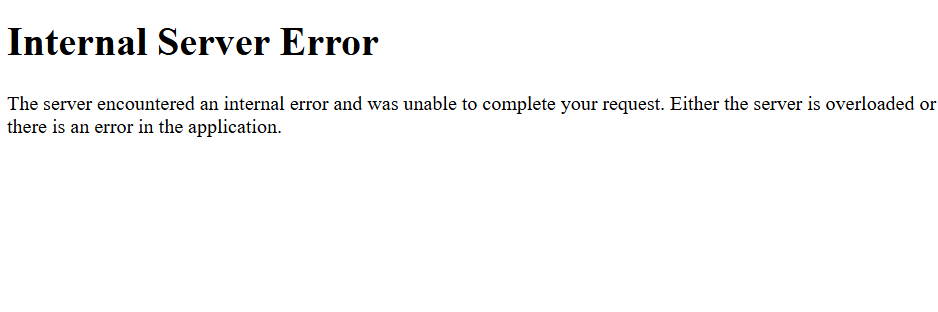 Internal Server Error
The server encountered an internal error and was unable to complete your request. Either the server is overloaded or
there is an error in the application.